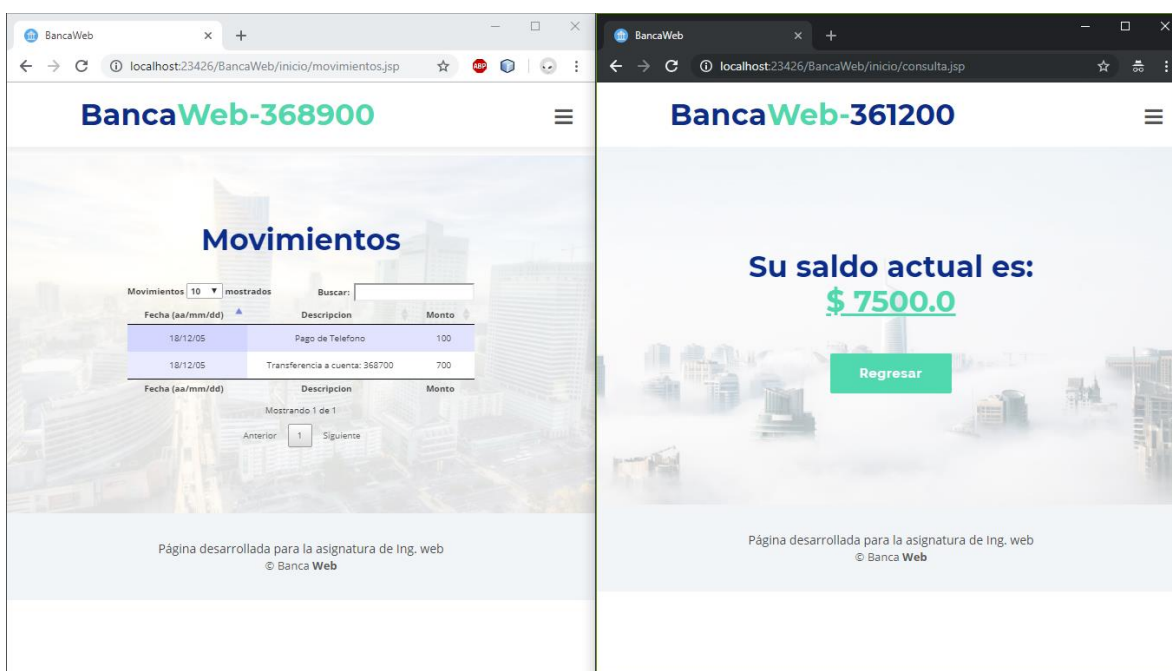 BancaWeb
localhost:23426/BancaWeb/inicio/movimientos.jsp
ABP
BancaWeb-368900
Movimientos
Movimientos 10 mostrados Buscar:
Fecha (aa/mm/dd) Descripcion Monto
18/12/05 Pago de Telefono 100
18/12/05 Transferencia a cuenta: 368700 700
Fecha (aa/mm/dd) Descripcion Monto
Mostrando 1 de 1
Anterior 1 Siguiente
Página desarrollada para la asignatura de Ing. web
© Banca Web
BancaWeb
localhost:23426/BancaWeb/inicio/consulta.jsp
BancaWeb-361200
Su saldo actual es:
$ 7500.0
Regresar
Página desarrollada para la asignatura de Ing. web
© Banca Web